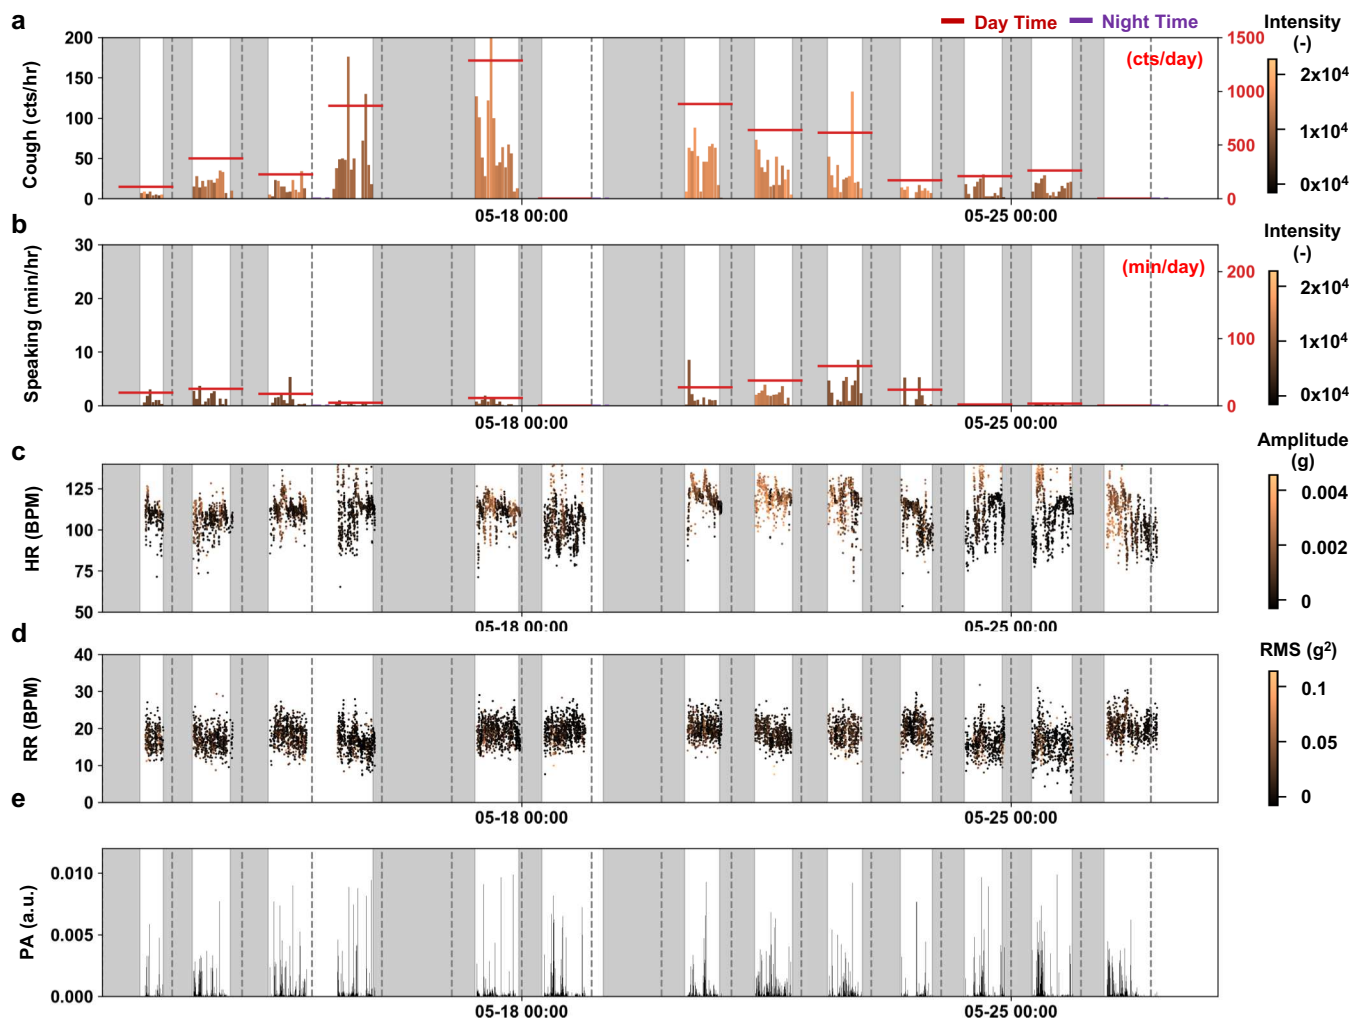 a
Day Time
Night Time
Intensity
(-)
200
150
100
50
0
Cough (cts/hr)
(cts/day)
1500
1000
500
0
2x10⁴
1x10⁴
0x10⁴
05-18 00:00
05-25 00:00
b
Intensity
(-)
30
20
10
0
Speaking (min/hr)
(min/day)
200
100
0
2x10⁴
1x10⁴
0x10⁴
05-18 00:00
05-25 00:00
c
Amplitude
(g)
125
100
75
50
HR (BPM)
0.004
0.002
0
05-18 00:00
05-25 00:00
d
RMS (g²)
40
30
20
10
0
RR (BPM)
0.1
0.05
0
05-18 00:00
05-25 00:00
e
0.010
0.005
0.000
PA (a.u.)
05-18 00:00
05-25 00:00